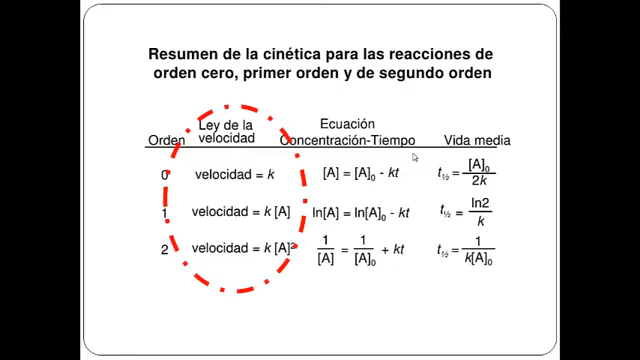 Resumen de la cinética para las reacciones de
orden cero, primer orden y de segundo orden
Orden Ley de la velocidad Ecuación Concentración-Tiempo Vida media
0 velocidad = k [A] = [A]₀ - kt t½ = [A]₀ / 2k
1 velocidad = k [A] ln[A] = ln[A]₀ - kt t½ = ln2 / k
2 velocidad = k [A]² 1 / [A] = 1 / [A]₀ + kt t½ = 1 / k[A]₀